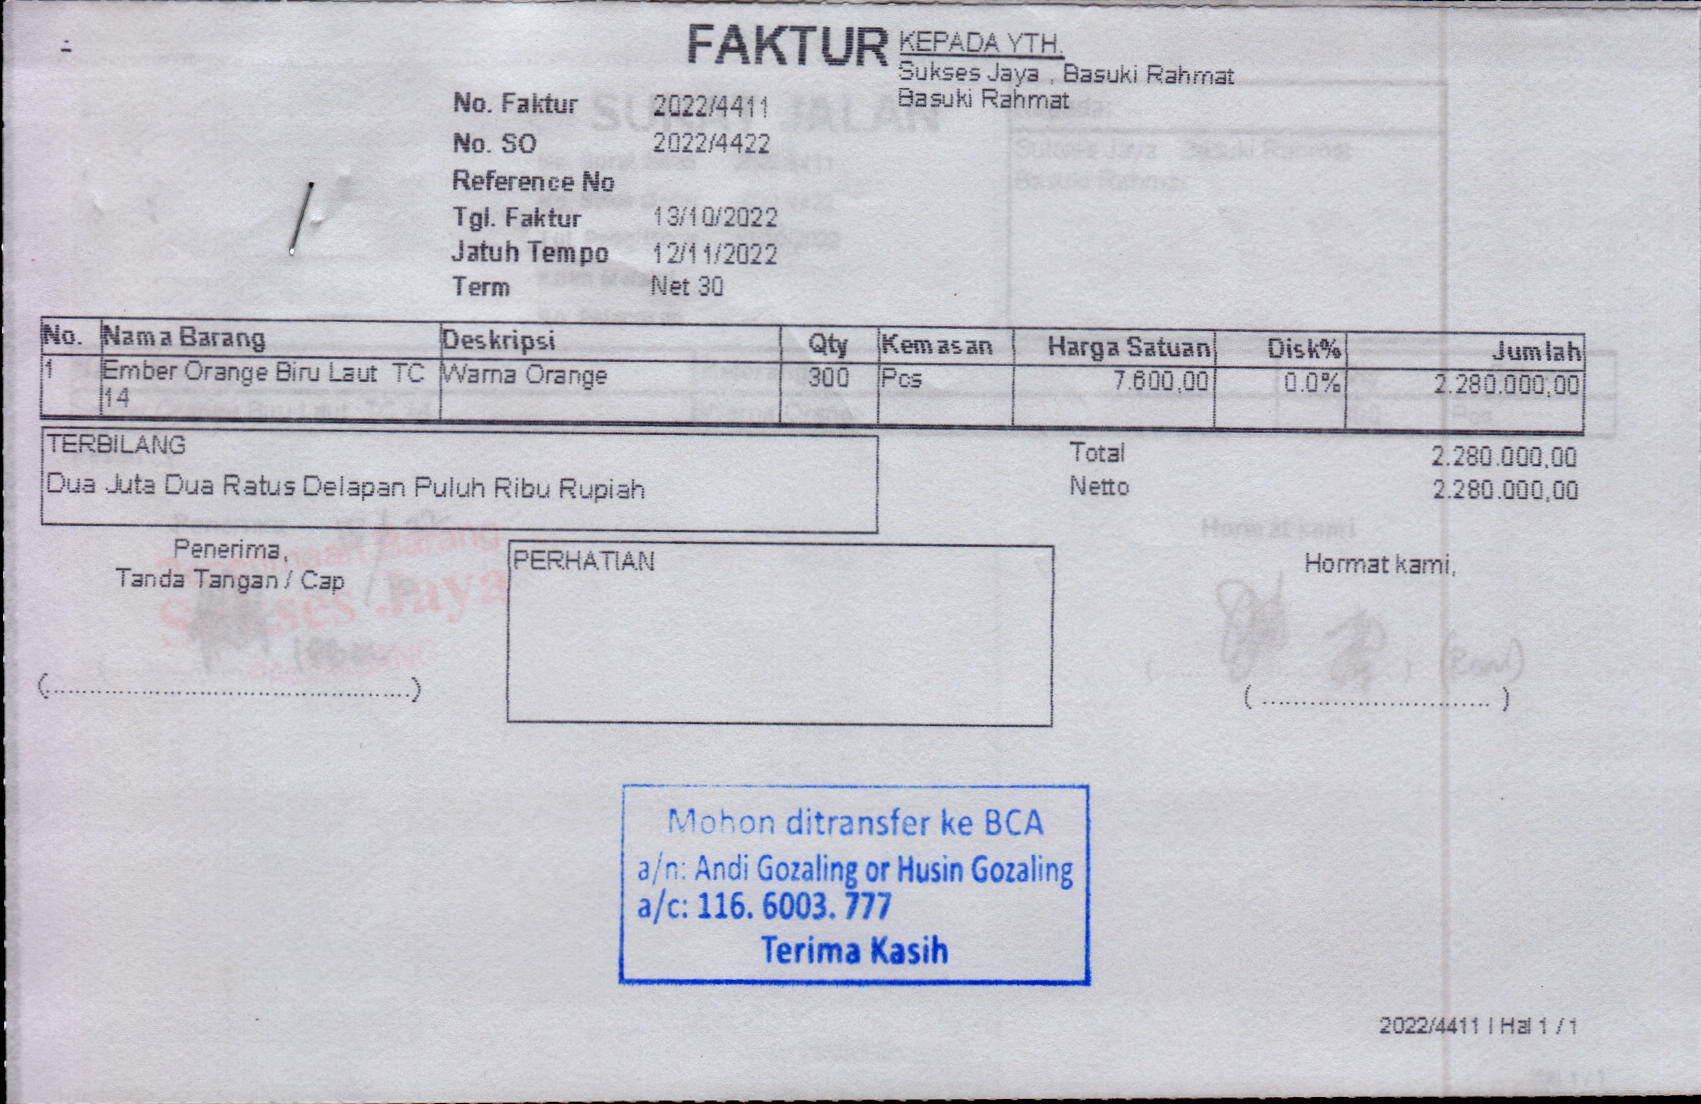 FAKTUR
KEPADA YTH.
Sukses Jaya , Basuki Rahmat
Basuki Rahmat
No. Faktur 2022/4411
No. SO 2022/4422
Reference No
Tgl. Faktur 13/10/2022
Jatuh Tempo 12/11/2022
Term Net 30
No. Nama Barang Deskripsi Qty Kemasan Harga Satuan Disk% Jumlah
1 Ember Orange Biru Laut TC Warna Orange 300 Pcs 7.600,00 0.0% 2.280.000,00
14
TERBILANG
Dua Juta Dua Ratus Delapan Puluh Ribu Rupiah
Total 2.280.000,00
Netto 2.280.000,00
Penerima,
Tanda Tangan / Cap
PERHATIAN
Hormat kami,
(..............................................)
( ............................... )
Mohon ditransfer ke BCA
a/n: Andi Gozaling or Husin Gozaling
a/c: 116. 6003. 777
Terima Kasih
2022/4411 | Hal 1 / 1